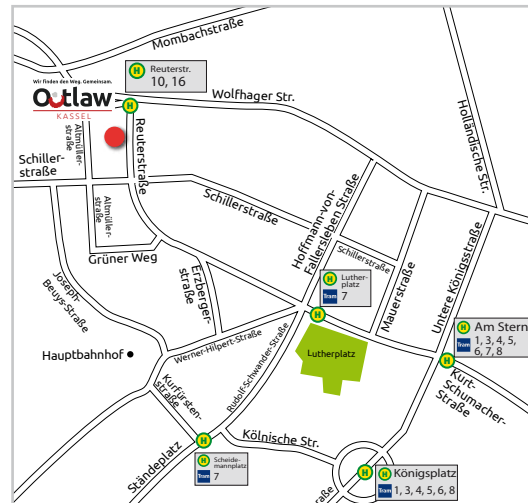 Mombachstraße
Wir finden den Weg. Gemeinsam.
Outlaw
KASSEL
H
Reuterstr.
10, 16
H
Wolfhager Str.
Holländische Str.
Altmüller-
straße
Reuterstraße
Schiller-
straße
Altmüller-
straße
Schillerstraße
Hoffmann-von-
Fallersleben Straße
Schillerstraße
Grüner Weg
Erzberger-
straße
Joseph-
Beuys-Straße
Mauerstraße
Untere Königsstraße
H
Luther-
platz
Tram
7
H
H
Am Stern
Tram
1, 3, 4, 5,
6, 7, 8
H
Werner-Hilpert-Straße
Hauptbahnhof
Lutherplatz
Rudolf-Schwander-Straße
Kurfürsten-
straße
Kurt-
Schumacher-
Straße
Kölnische Str.
Ständeplatz
H
H
Scheide-
mannplatz
Tram
7
H
H
Königsplatz
Tram
1, 3, 4, 5, 6, 8